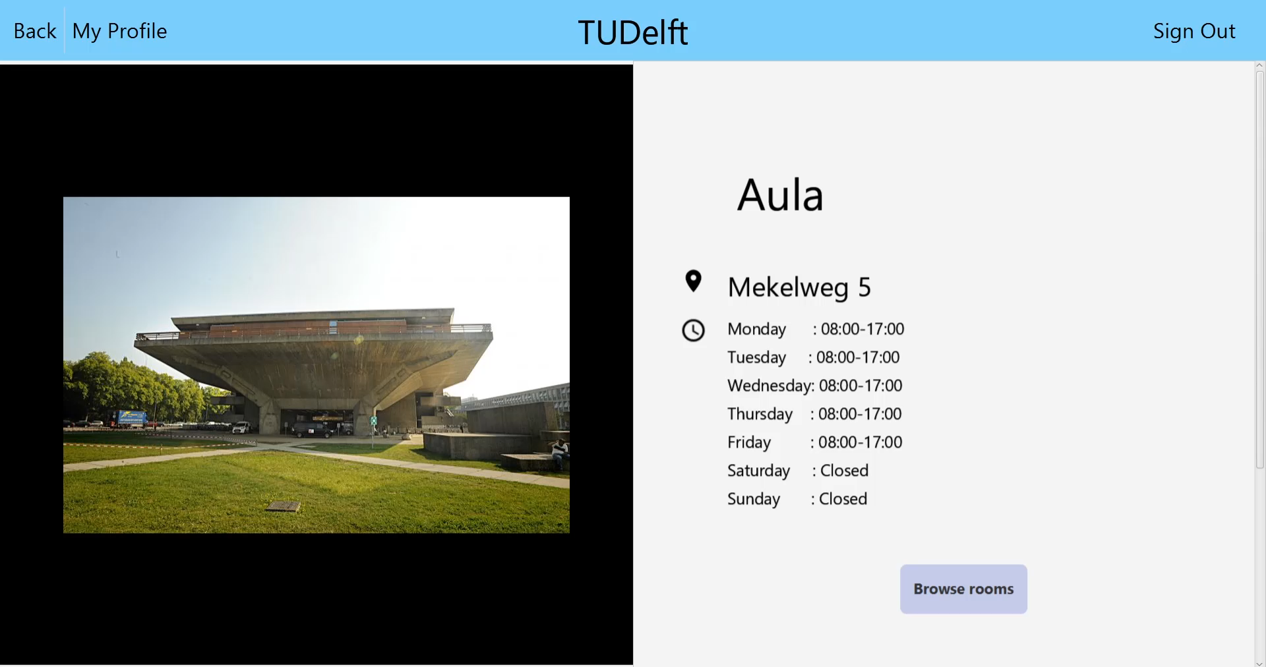 Back My Profile TUDelft Sign Out
Aula
Mekelweg 5
Monday : 08:00-17:00
Tuesday : 08:00-17:00
Wednesday: 08:00-17:00
Thursday : 08:00-17:00
Friday : 08:00-17:00
Saturday : Closed
Sunday : Closed
Browse rooms